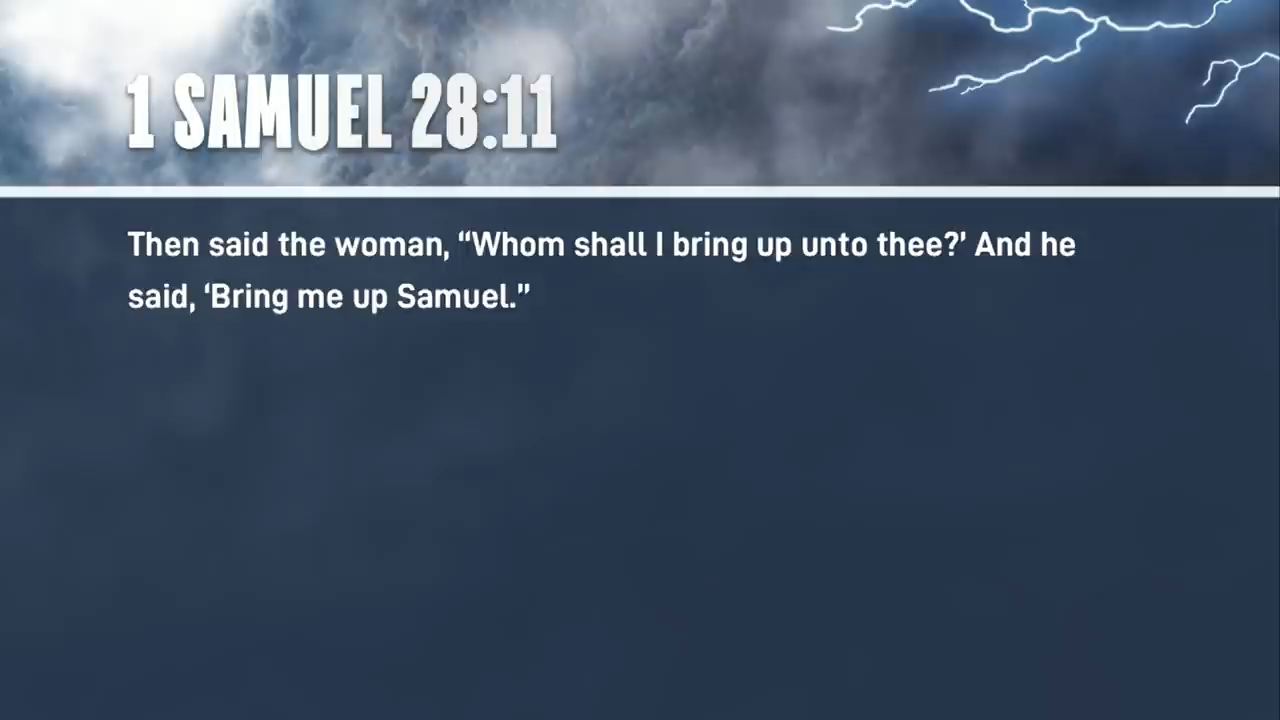 1 SAMUEL 28:11
Then said the woman, “Whom shall I bring up unto thee?’ And he
said, ‘Bring me up Samuel.”